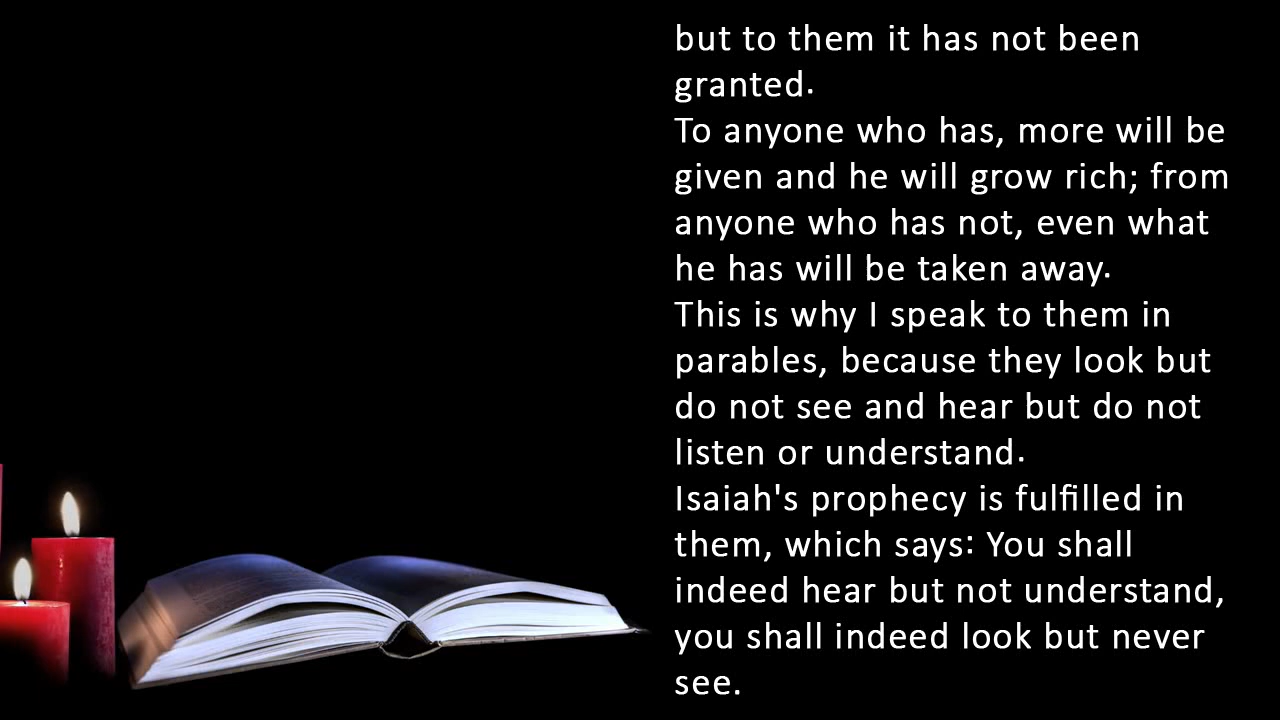 but to them it has not been
granted.
To anyone who has, more will be
given and he will grow rich; from
anyone who has not, even what
he has will be taken away.
This is why I speak to them in
parables, because they look but
do not see and hear but do not
listen or understand.
Isaiah's prophecy is fulfilled in
them, which says: You shall
indeed hear but not understand,
you shall indeed look but never
see.